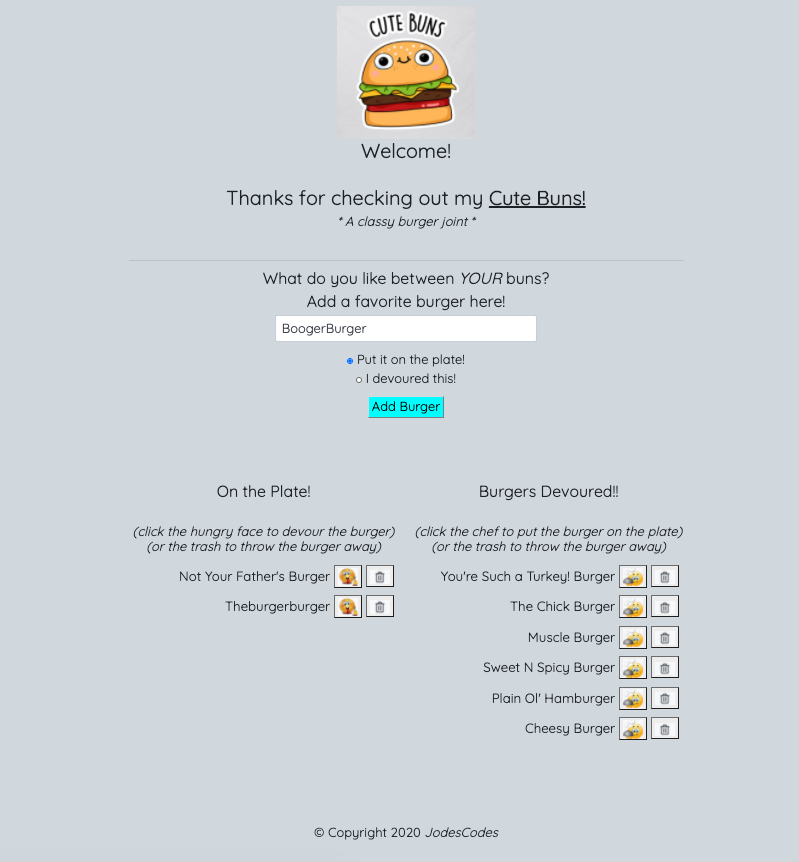 CUTE BUNS
Welcome!
Thanks for checking out my Cute Buns!
* A classy burger joint *
What do you like between YOUR buns?
Add a favorite burger here!
BoogerBurger
Put it on the plate!
I devoured this!
Add Burger
On the Plate!
(click the hungry face to devour the burger)
(or the trash to throw the burger away)
Not Your Father's Burger
Theburgerburger
Burgers Devoured!!
(click the chef to put the burger on the plate)
(or the trash to throw the burger away)
You're Such a Turkey! Burger
The Chick Burger
Muscle Burger
Sweet N Spicy Burger
Plain Ol' Hamburger
Cheesy Burger
© Copyright 2020 JodesCodes